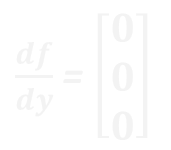 df/dy = [0
0
0]